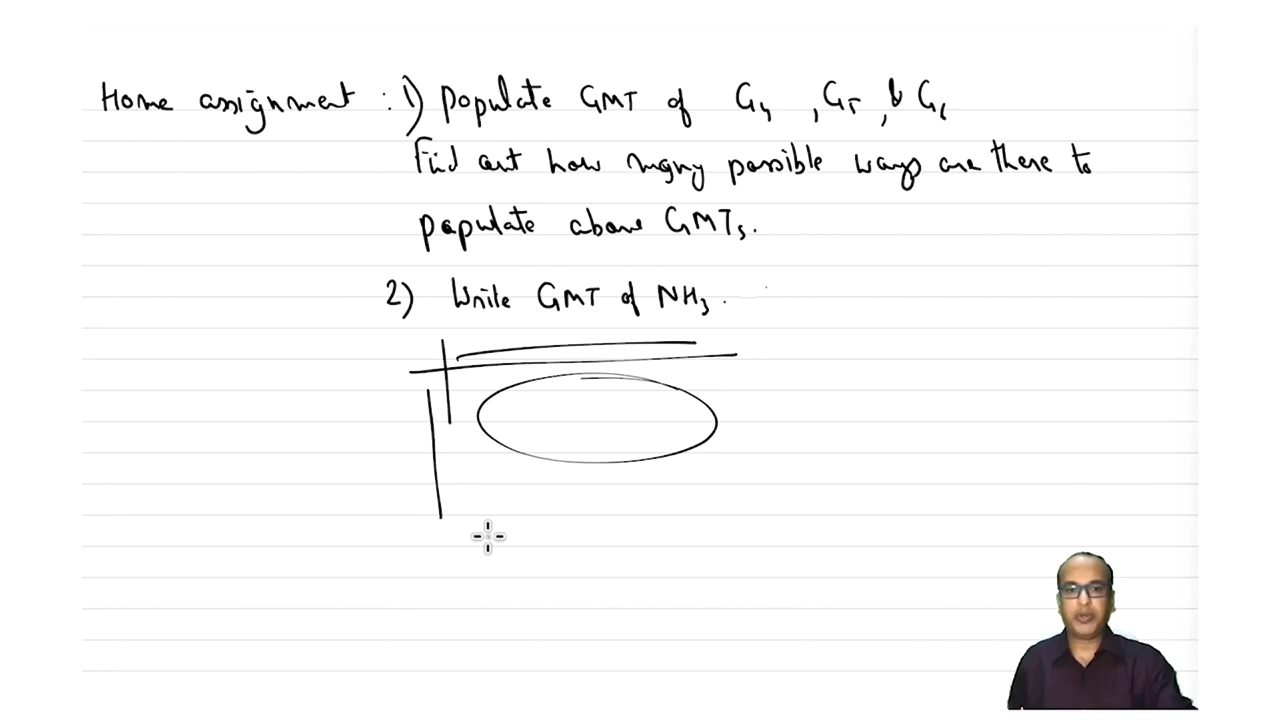 Home assignment : 1) Populate GMT of G4 , G5 , & G6
Find out how many possible ways are there to
populate above GMTs.
2) Write GMT of NH3.